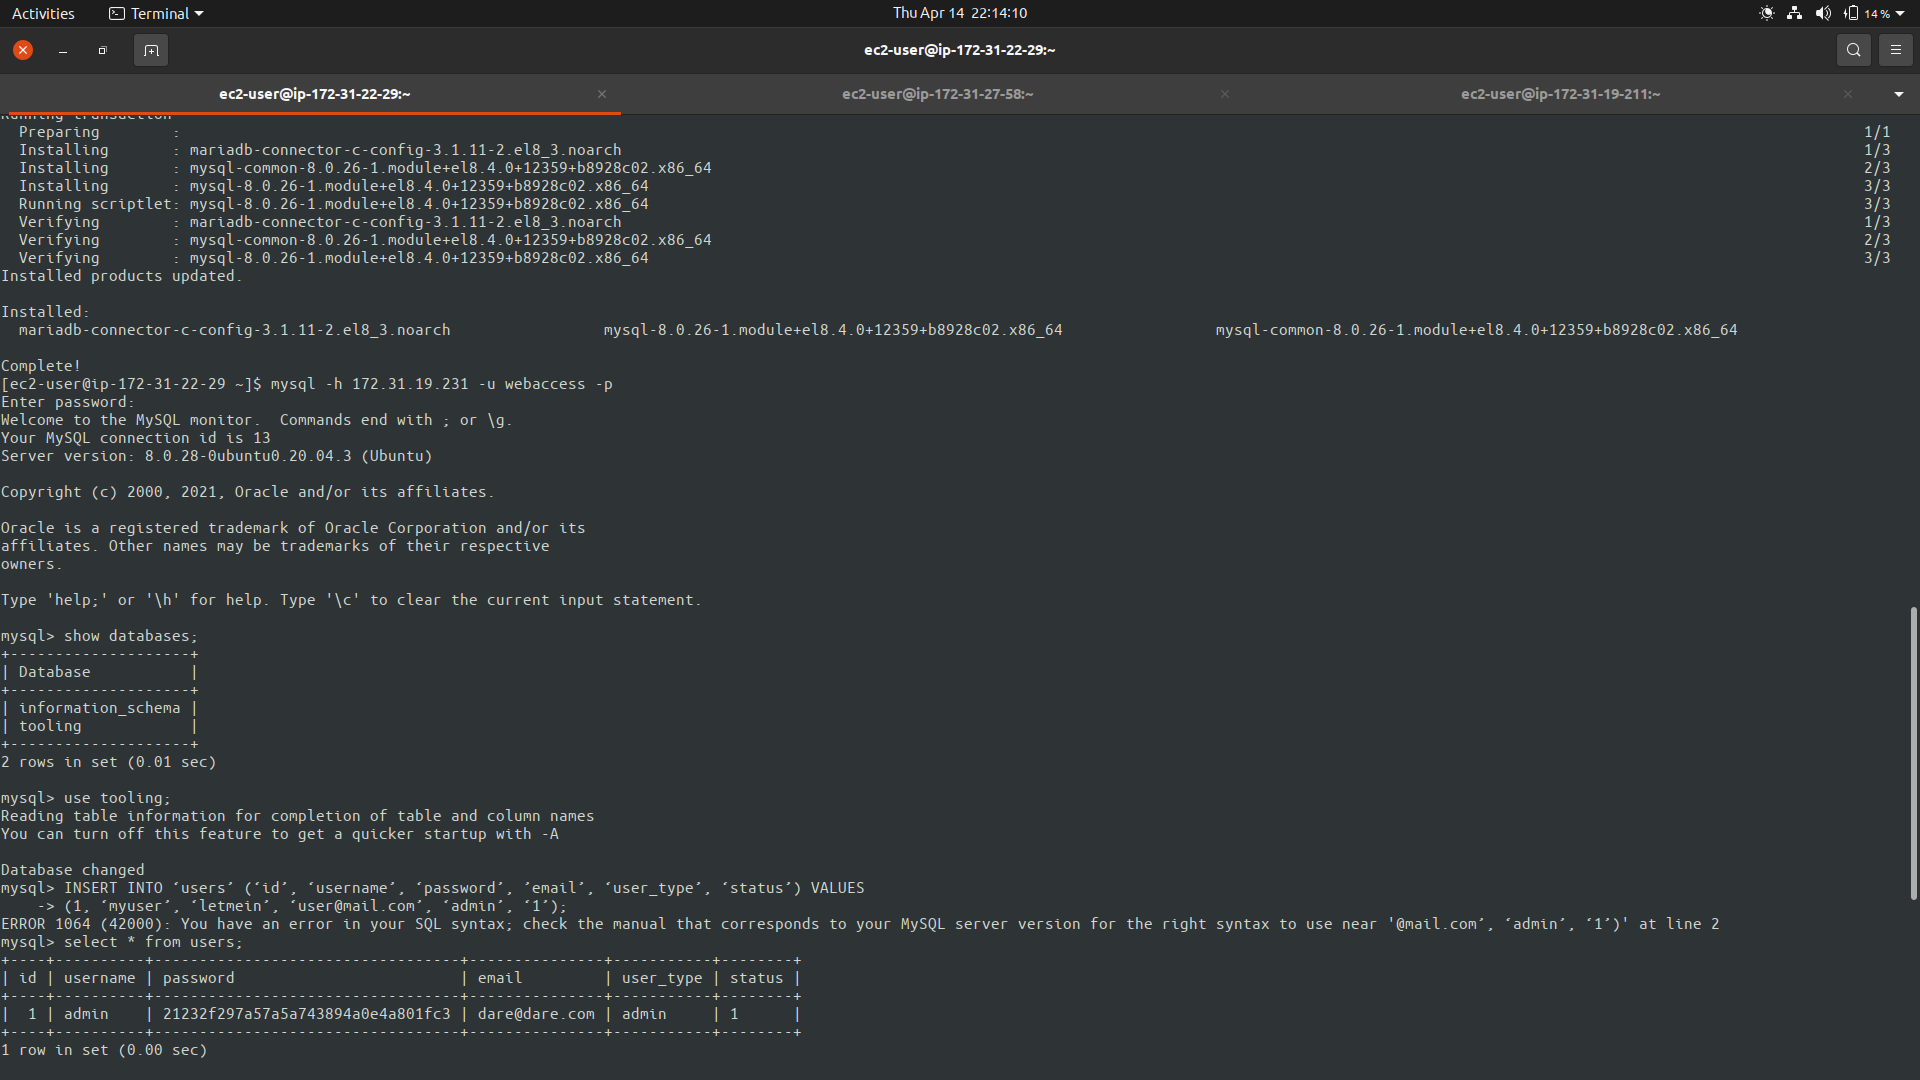 Activities Terminal Thu Apr 14 22:14:10 14 %
ec2-user@ip-172-31-22-29:~
ec2-user@ip-172-31-22-29:~ × ec2-user@ip-172-31-27-58:~ × ec2-user@ip-172-31-19-211:~ ×
Running transaction
  Preparing        :                                                                 1/1
  Installing       : mariadb-connector-c-config-3.1.11-2.el8_3.noarch                1/3
  Installing       : mysql-common-8.0.26-1.module+el8.4.0+12359+b8928c02.x86_64      2/3
  Installing       : mysql-8.0.26-1.module+el8.4.0+12359+b8928c02.x86_64             3/3
  Running scriptlet: mysql-8.0.26-1.module+el8.4.0+12359+b8928c02.x86_64             3/3
  Verifying        : mariadb-connector-c-config-3.1.11-2.el8_3.noarch                1/3
  Verifying        : mysql-common-8.0.26-1.module+el8.4.0+12359+b8928c02.x86_64      2/3
  Verifying        : mysql-8.0.26-1.module+el8.4.0+12359+b8928c02.x86_64             3/3
Installed products updated.

Installed:
  mariadb-connector-c-config-3.1.11-2.el8_3.noarch    mysql-8.0.26-1.module+el8.4.0+12359+b8928c02.x86_64    mysql-common-8.0.26-1.module+el8.4.0+12359+b8928c02.x86_64

Complete!
[ec2-user@ip-172-31-22-29 ~]$ mysql -h 172.31.19.231 -u webaccess -p
Enter password:
Welcome to the MySQL monitor.  Commands end with ; or \g.
Your MySQL connection id is 13
Server version: 8.0.28-0ubuntu0.20.04.3 (Ubuntu)

Copyright (c) 2000, 2021, Oracle and/or its affiliates.

Oracle is a registered trademark of Oracle Corporation and/or its
affiliates. Other names may be trademarks of their respective
owners.

Type 'help;' or '\h' for help. Type '\c' to clear the current input statement.

mysql> show databases;
+--------------------+
| Database           |
+--------------------+
| information_schema |
| tooling            |
+--------------------+
2 rows in set (0.01 sec)

mysql> use tooling;
Reading table information for completion of table and column names
You can turn off this feature to get a quicker startup with -A

Database changed
mysql> INSERT INTO ‘users’ (‘id’, ‘username’, ‘password’, ’email’, ‘user_type’, ‘status’) VALUES
    -> (1, ‘myuser’, ‘letmein’, ‘user@mail.com’, ‘admin’, ‘1’);
ERROR 1064 (42000): You have an error in your SQL syntax; check the manual that corresponds to your MySQL server version for the right syntax to use near '@mail.com’, ‘admin’, ‘1’)' at line 2
mysql> select * from users;
+----+----------+----------------------------------+---------------+-----------+--------+
| id | username | password                         | email         | user_type | status |
+----+----------+----------------------------------+---------------+-----------+--------+
|  1 | admin    | 21232f297a57a5a743894a0e4a801fc3 | dare@dare.com | admin     | 1      |
+----+----------+----------------------------------+---------------+-----------+--------+
1 row in set (0.00 sec)